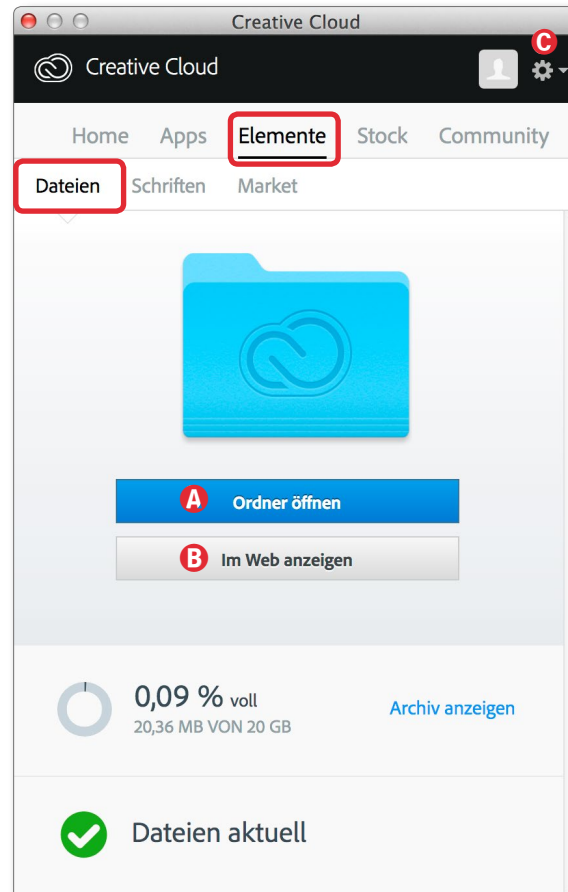 Creative Cloud
C
Creative Cloud
Home Apps Elemente Stock Community
Dateien Schriften Market
A Ordner öffnen
B Im Web anzeigen
0,09 % voll
20,36 MB VON 20 GB
Archiv anzeigen
Dateien aktuell